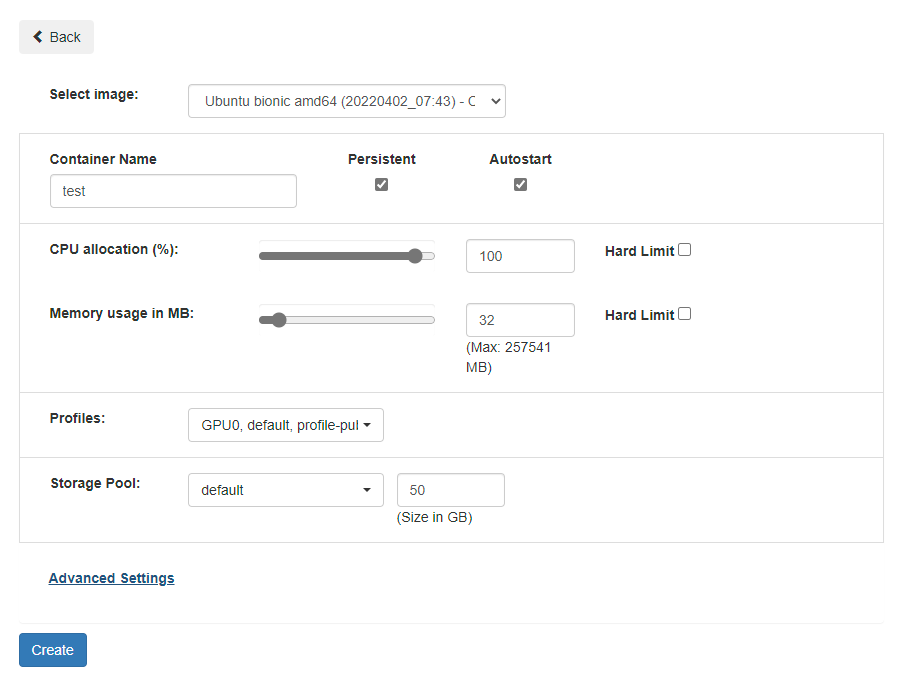 Back
Select image:
Ubuntu bionic amd64 (20220402_07:43) - C
Container Name
Persistent
Autostart
test
CPU allocation (%):
100
Hard Limit
Memory usage in MB:
32
Hard Limit
(Max: 257541
MB)
Profiles:
GPU0, default, profile-pul
Storage Pool:
default
50
(Size in GB)
Advanced Settings
Create